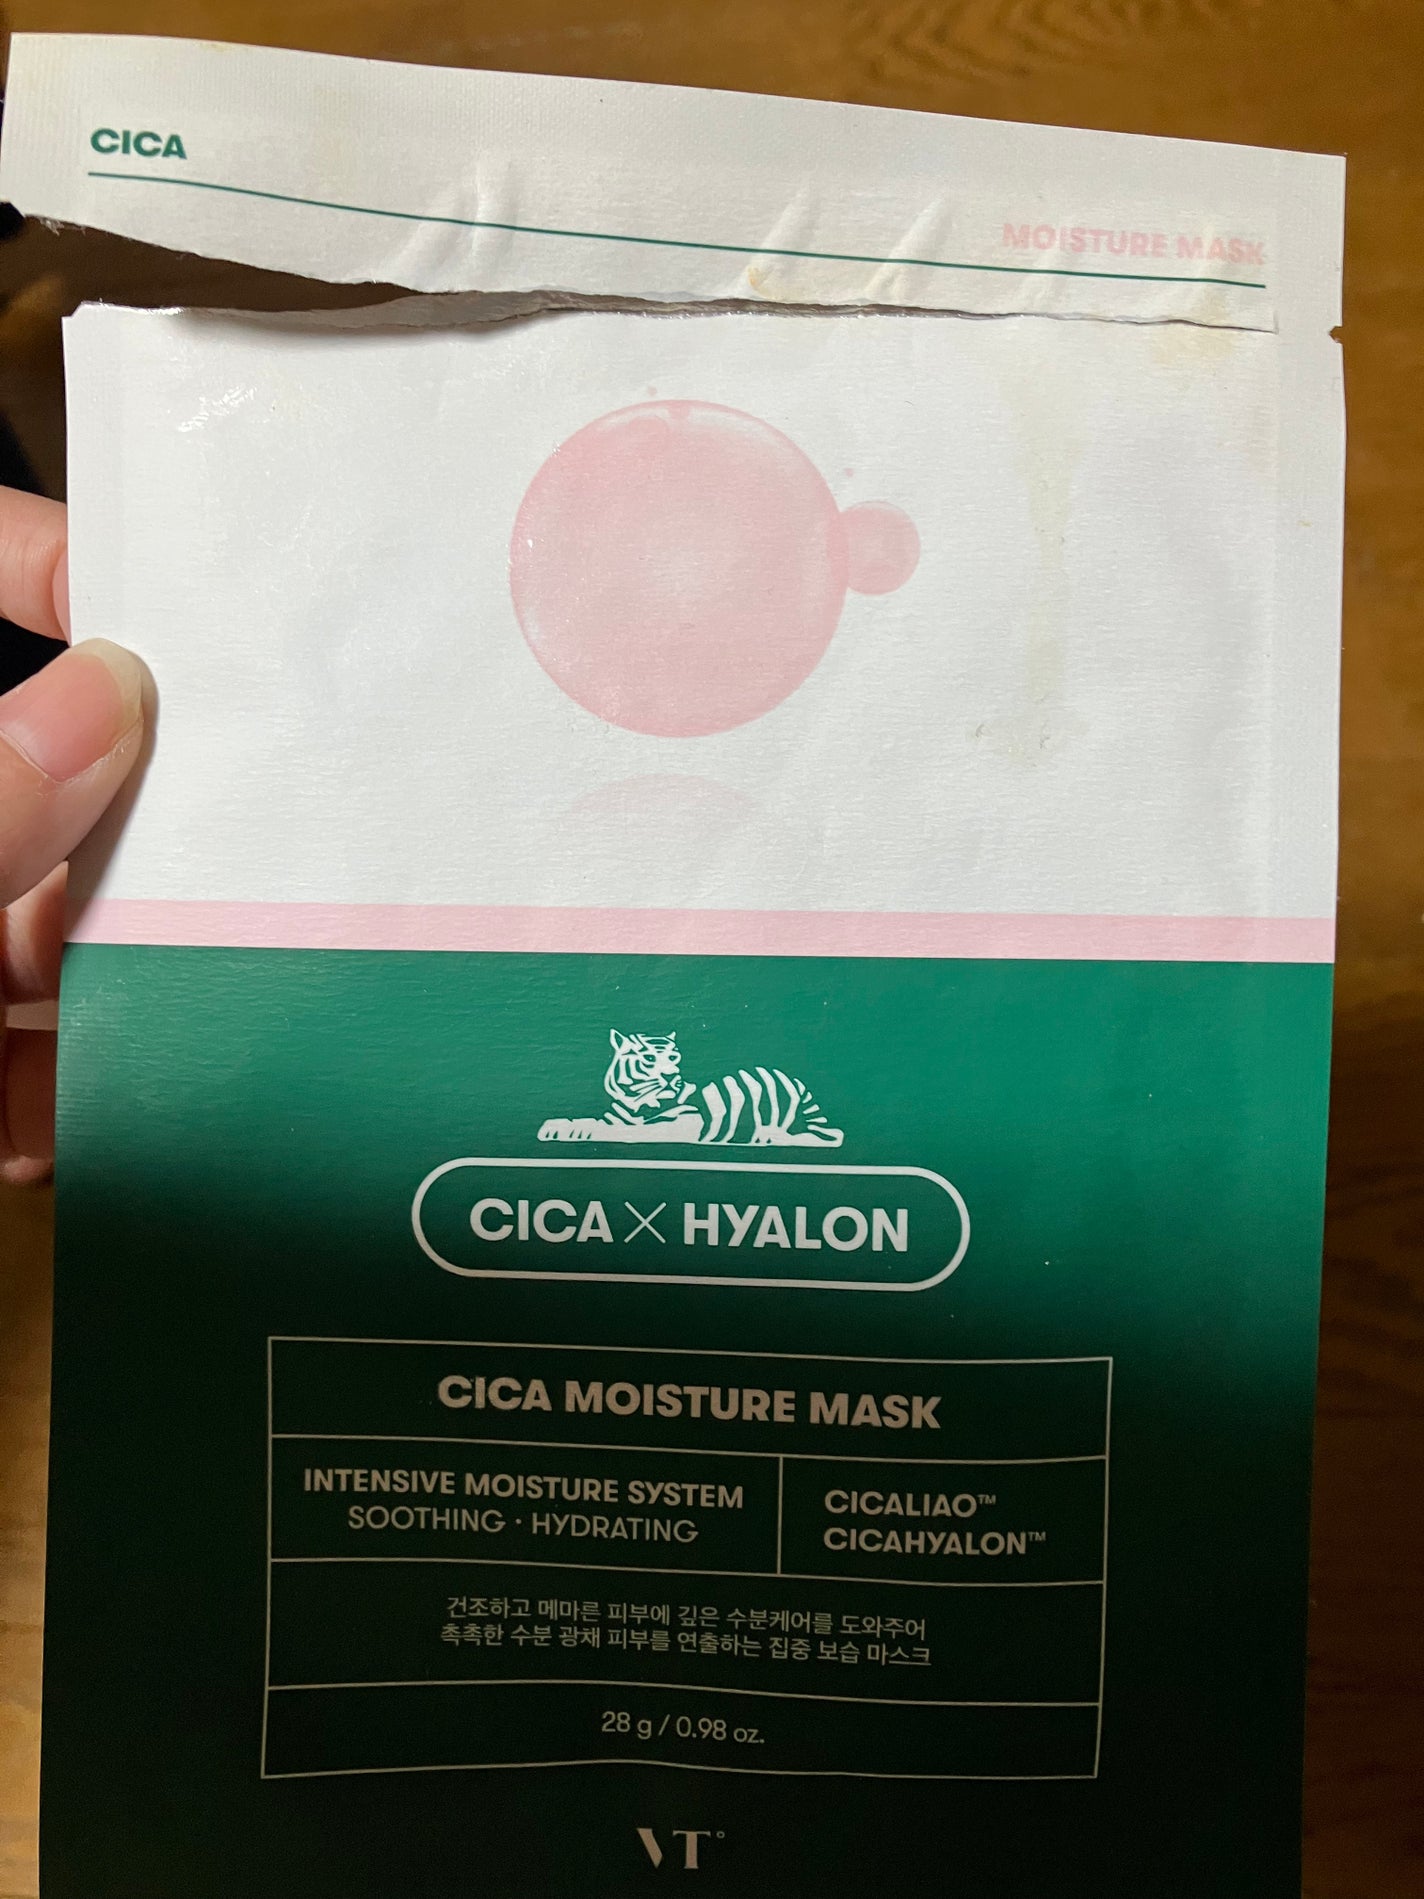 CICA
MOISTURE MASK
CICA × HYALON
CICA MOISTURE MASK
INTENSIVE MOISTURE SYSTEM
SOOTHING · HYDRATING
CICALIAO™
CICAHYALON™
건조하고 메마른 피부에 깊은 수분케어를 도와주어
촉촉한 수분 광채 피부를 연출하는 집중 보습 마스크
28 g / 0.98 oz.
VT°